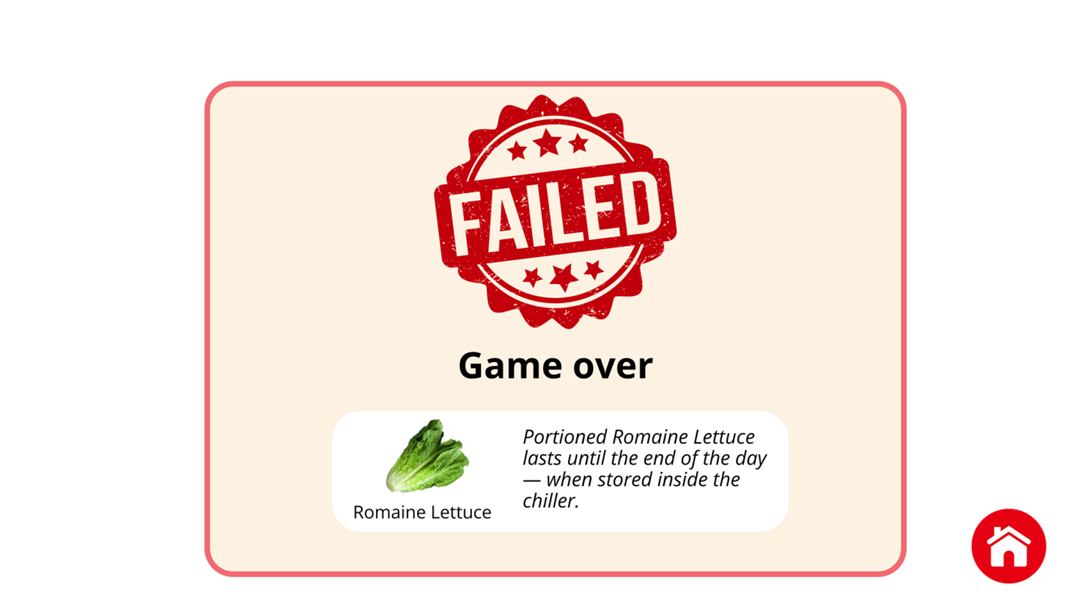 FAILED
Game over
Portioned Romaine Lettuce
lasts until the end of the day
— when stored inside the
chiller.
Romaine Lettuce